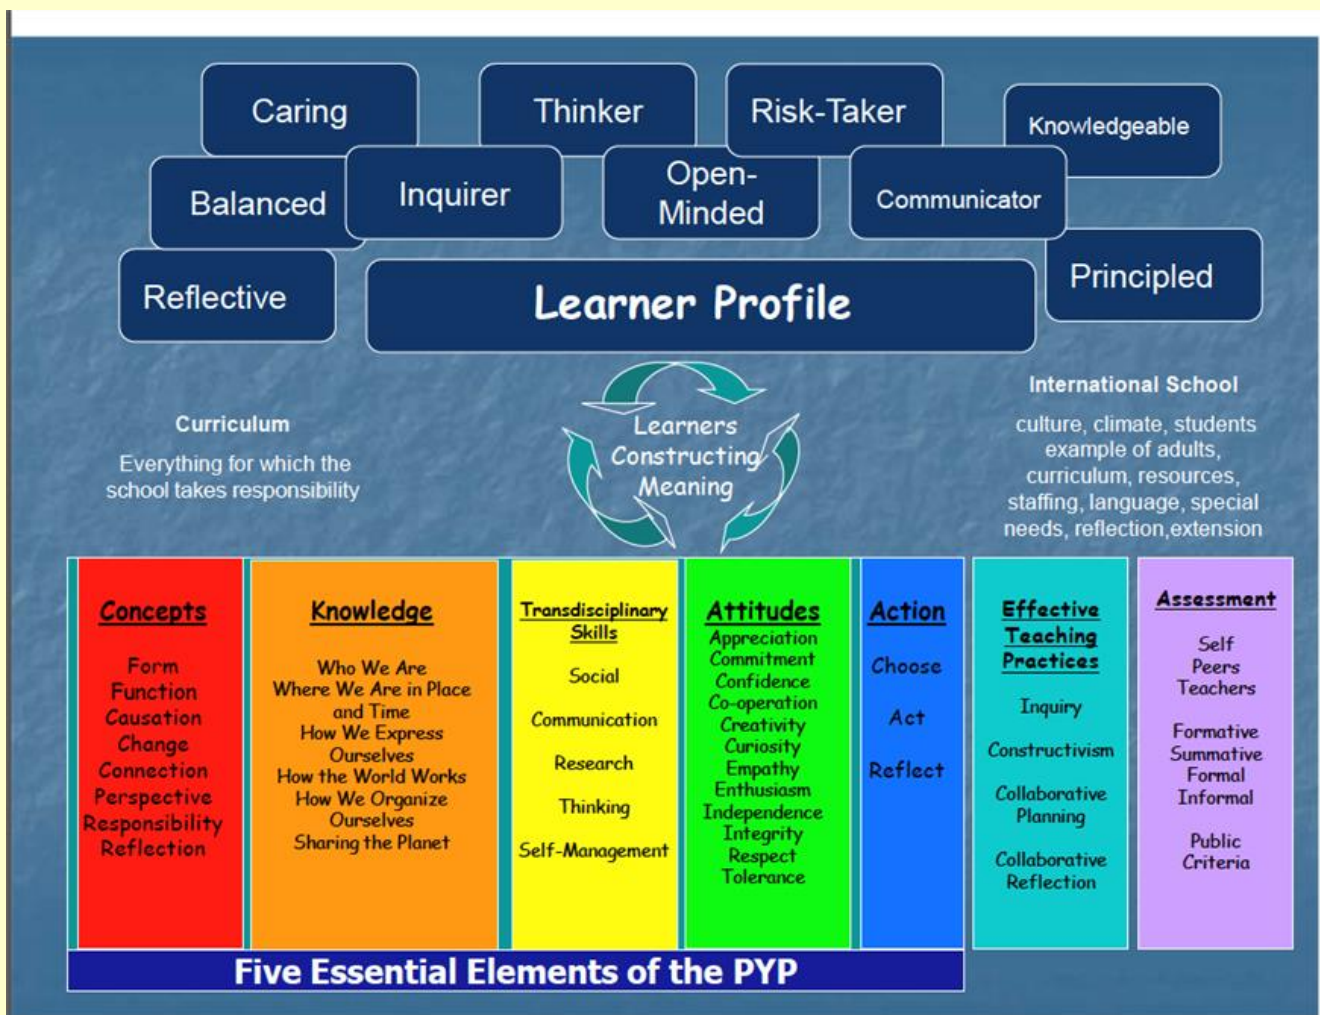 Caring
Thinker
Risk-Taker
Knowledgeable
Balanced
Inquirer
Open-
Minded
Communicator
Reflective
Learner Profile
Principled
Curriculum
Everything for which the
school takes responsibility
Learners
Constructing
Meaning
International School
culture, climate, students
example of adults,
curriculum, resources,
staffing, language, special
needs, reflection,extension
Concepts
Form
Function
Causation
Change
Connection
Perspective
Responsibility
Reflection
Knowledge
Who We Are
Where We Are in Place
and Time
How We Express
Ourselves
How the World Works
How We Organize
Ourselves
Sharing the Planet
Transdisciplinary
Skills
Social
Communication
Research
Thinking
Self-Management
Attitudes
Appreciation
Commitment
Confidence
Co-operation
Creativity
Curiosity
Empathy
Enthusiasm
Independence
Integrity
Respect
Tolerance
Action
Choose
Act
Reflect
Effective
Teaching
Practices
Inquiry
Constructivism
Collaborative
Planning
Collaborative
Reflection
Assessment
Self
Peers
Teachers
Formative
Summative
Formal
Informal
Public
Criteria
Five Essential Elements of the PYP